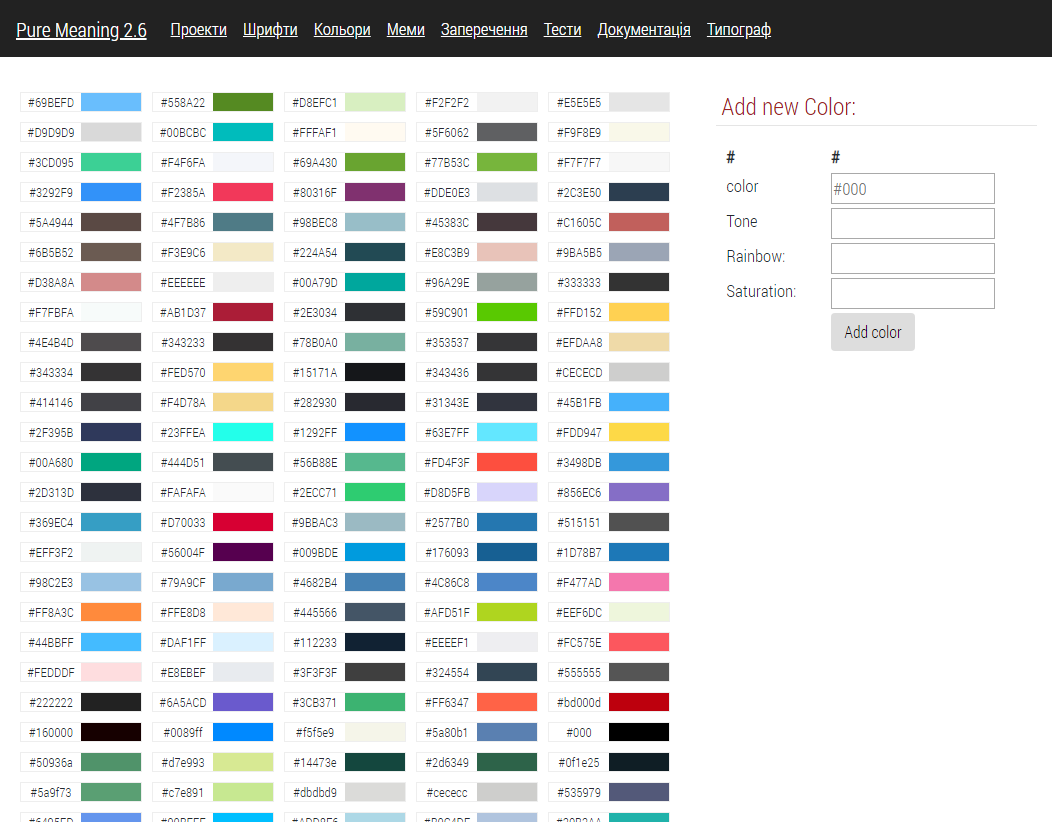 Pure Meaning 2.6 Проекти Шрифти Кольори Меми Заперечення Тести Документація Типограф
#69BEFD #558A22 #D8EFC1 #F2F2F2 #E5E5E5
#D9D9D9 #00BCBC #FFFAF1 #5F6062 #F9F8E9
#3CD095 #F4F6FA #69A430 #77B53C #F7F7F7
#3292F9 #F2385A #80316F #DDE0E3 #2C3E50
#5A4944 #4F7B86 #98BEC8 #45383C #C1605C
#6B5B52 #F3E9C6 #224A54 #E8C3B9 #9BA5B5
#D38A8A #EEEEEE #00A79D #96A29E #333333
#F7FBFA #AB1D37 #2E3034 #59C901 #FFD152
#4E4B4D #343233 #78B0A0 #353537 #EFDAA8
#343334 #FED570 #15171A #343436 #CECECD
#414146 #F4D78A #282930 #31343E #45B1FB
#2F395B #23FFEA #1292FF #63E7FF #FDD947
#00A680 #444D51 #56B88E #FD4F3F #3498DB
#2D313D #FAFAFA #2ECC71 #D8D5FB #856EC6
#369EC4 #D70033 #9BBAC3 #2577B0 #515151
#EFF3F2 #56004F #009BDE #176093 #1D78B7
#98C2E3 #79A9CF #4682B4 #4C86C8 #F477AD
#FF8A3C #FFE8D8 #445566 #AFD51F #EEF6DC
#44BBFF #DAF1FF #112233 #EEEEF1 #FC575E
#FEDDDF #E8EBEF #3F3F3F #324554 #555555
#222222 #6A5ACD #3CB371 #FF6347 #bd000d
#160000 #0089ff #f5f5e9 #5a80b1 #000
#50936a #d7e993 #14473e #2d6349 #0f1e25
#5a9f73 #c7e891 #dbdbd9 #cececc #535979
Add new Color:
# #
color #000
Tone
Rainbow:
Saturation:
Add color